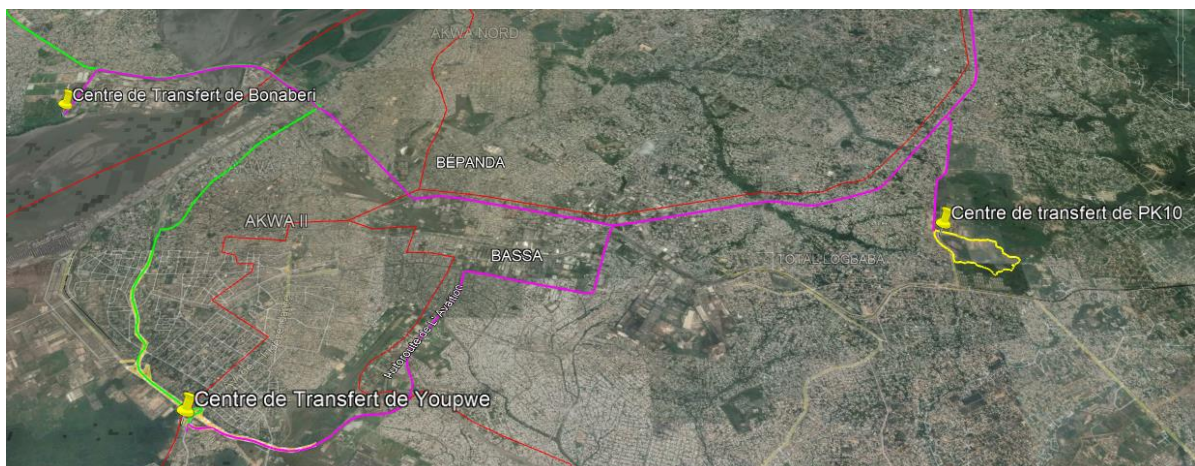 AKWA NORD
Centre de Transfert de Bonaberi
BEPANDA
AKWA II
Centre de transfert de PK10
BASSA
TOTAL LOGBABA
Centre de Transfert de Youpwe